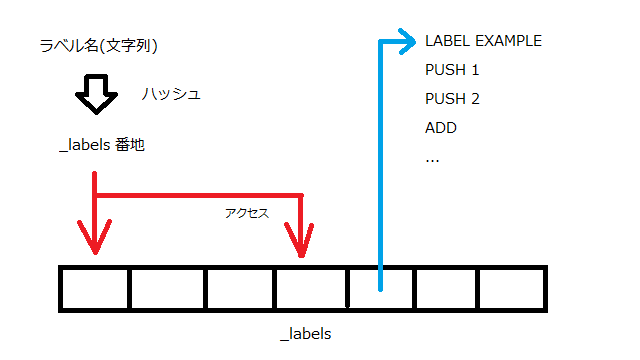 ラベル名(文字列)
ハッシュ
_labels 番地
アクセス
_labels
LABEL EXAMPLE
PUSH 1
PUSH 2
ADD
...